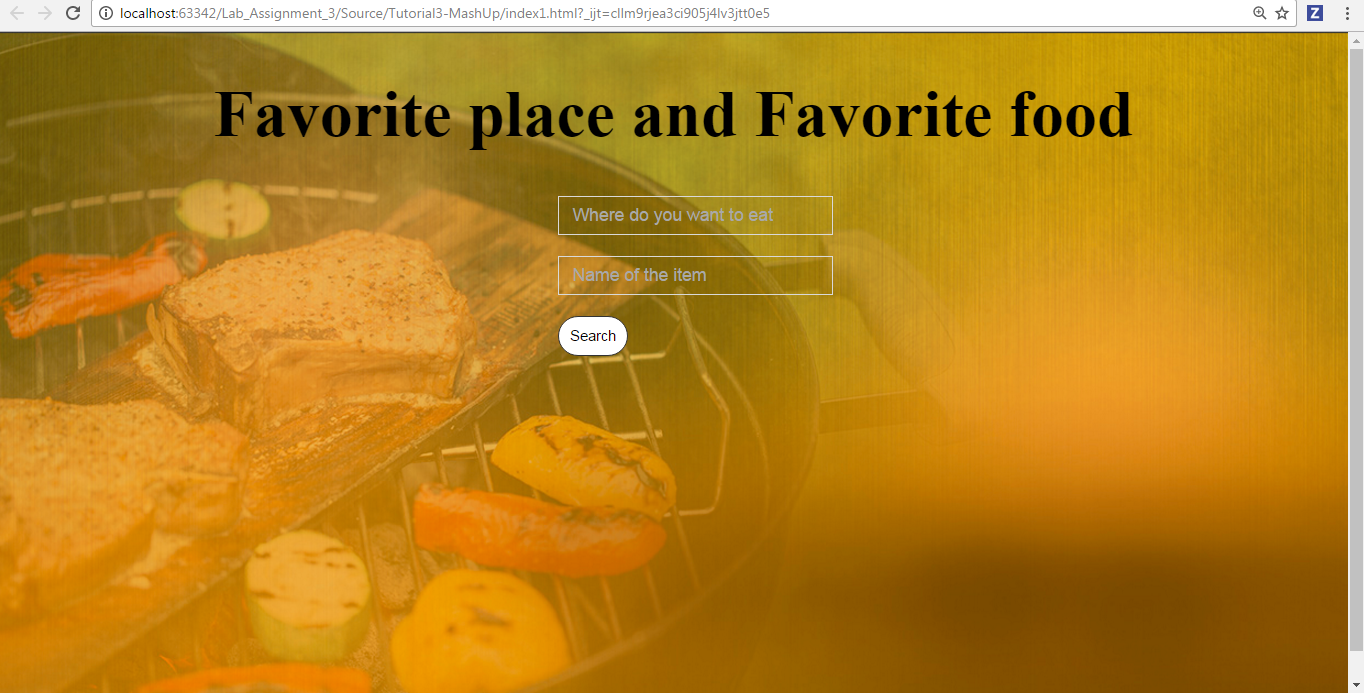 localhost:63342/Lab_Assignment_3/Source/Tutorial3-MashUp/index1.html?_ijt=cllm9rjea3ci905j4lv3jtt0e5
Z
Favorite place and Favorite food
Where do you want to eat
Name of the item
Search